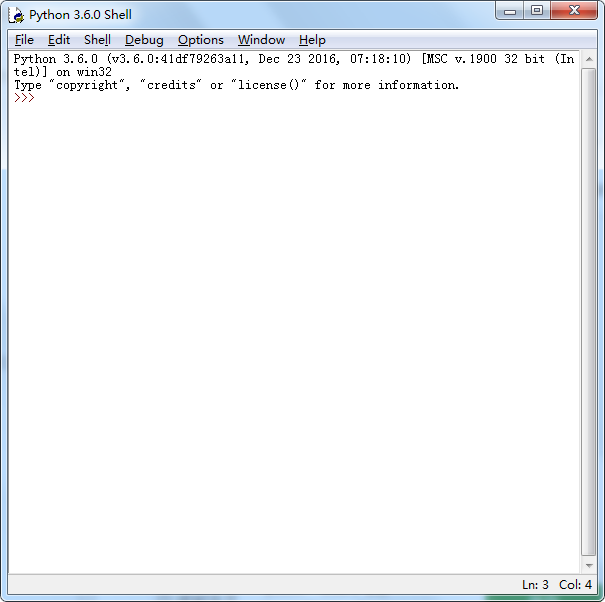 Python 3.6.0 Shell
File Edit Shell Debug Options Window Help
Python 3.6.0 (v3.6.0:41df79263a11, Dec 23 2016, 07:18:10) [MSC v.1900 32 bit (In
tel)] on win32
Type "copyright", "credits" or "license()" for more information.
>>>
Ln: 3 Col: 4